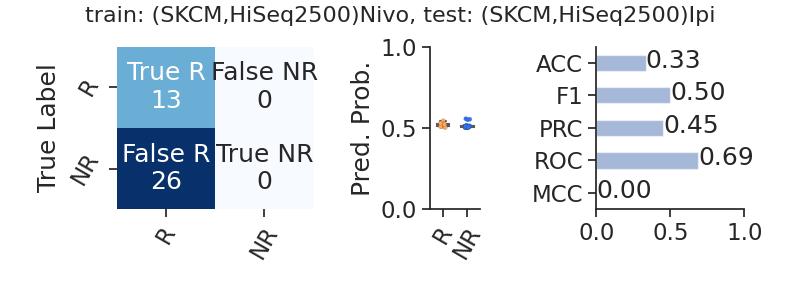 train: (SKCM,HiSeq2500)Nivo, test: (SKCM,HiSeq2500)Ipi
True Label
R
NR
True R
13
False NR
0
False R
26
True NR
0
R
NR
Pred. Prob.
1.0
0.5
0.0
R
NR
ACC
0.33
F1
0.50
PRC
0.45
ROC
0.69
MCC
0.00
0.0
0.5
1.0